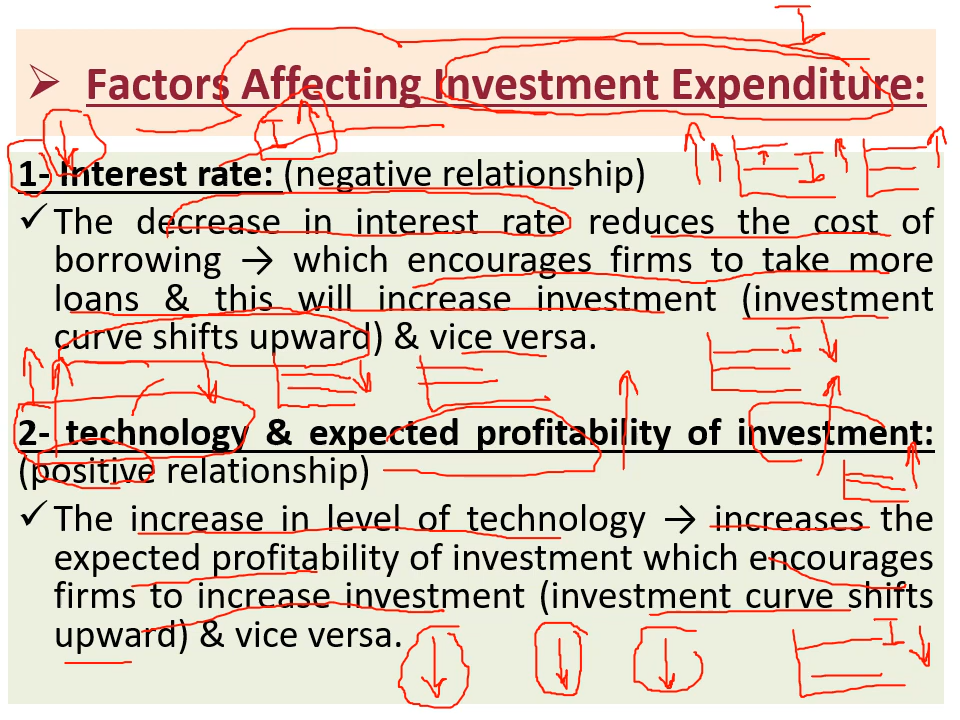 ➢ Factors Affecting Investment Expenditure:
I
I
1- Interest rate: (negative relationship)
I
✓ The decrease in interest rate reduces the cost of
borrowing → which encourages firms to take more
loans & this will increase investment (investment
curve shifts upward) & vice versa.
I
2- technology & expected profitability of investment:
(positive relationship)
✓ The increase in level of technology → increases the
expected profitability of investment which encourages
firms to increase investment (investment curve shifts
upward) & vice versa.
I